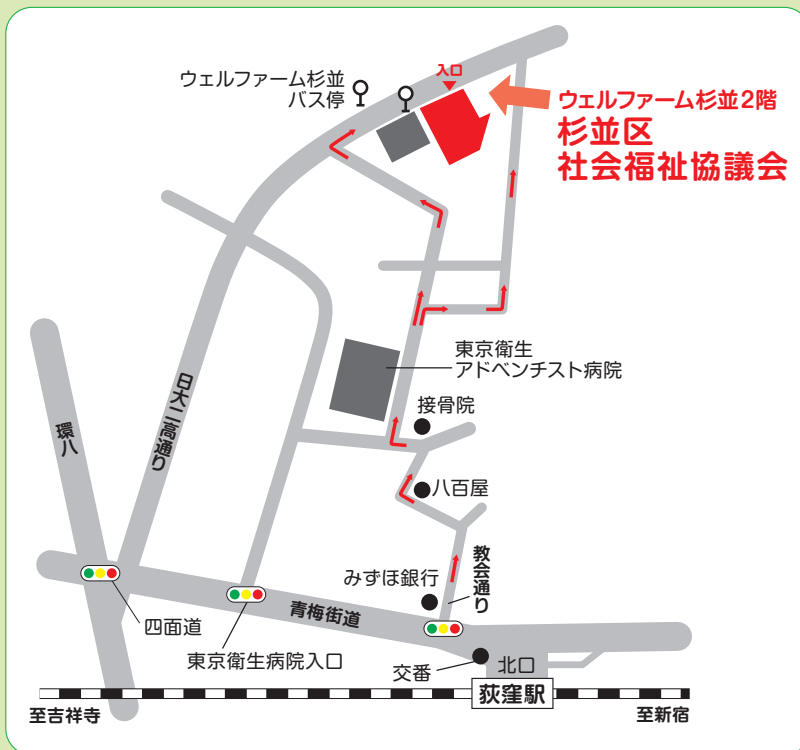 入口
ウェルファーム杉並
バス停
ウェルファーム杉並2階
杉並区
社会福祉協議会
東京衛生
アドベンチスト病院
接骨院
日大二高通り
環八
八百屋
教会通り
みずほ銀行
青梅街道
四面道
東京衛生病院入口
交番
北口
荻窪駅
至吉祥寺
至新宿